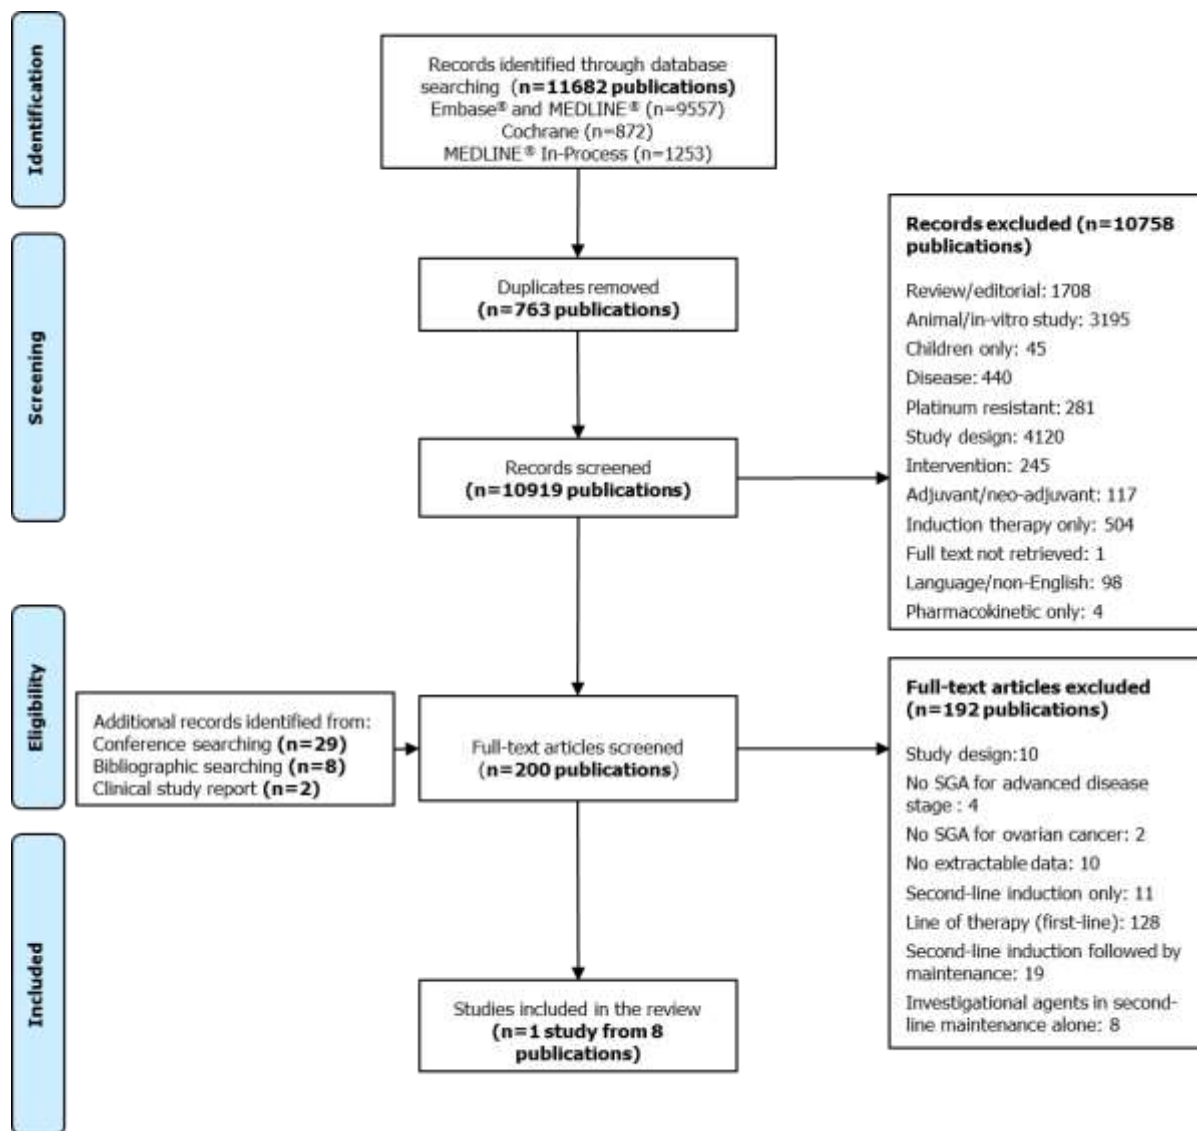 Identification
Records identified through database
searching (n=11682 publications)
Embase® and MEDLINE® (n=9557)
Cochrane (n=872)
MEDLINE® In-Process (n=1253)
Screening
Duplicates removed
(n=763 publications)
Records screened
(n=10919 publications)
Records excluded (n=10758
publications)
Review/editorial: 1708
Animal/in-vitro study: 3195
Children only: 45
Disease: 440
Platinum resistant: 281
Study design: 4120
Intervention: 245
Adjuvant/neo-adjuvant: 117
Induction therapy only: 504
Full text not retrieved: 1
Language/non-English: 98
Pharmacokinetic only: 4
Eligibility
Additional records identified from:
Conference searching (n=29)
Bibliographic searching (n=8)
Clinical study report (n=2)
Full-text articles screened
(n=200 publications)
Full-text articles excluded
(n=192 publications)
Study design:10
No SGA for advanced disease
stage : 4
No SGA for ovarian cancer: 2
No extractable data: 10
Second-line induction only: 11
Line of therapy (first-line): 128
Second-line induction followed by
maintenance: 19
Investigational agents in second-
line maintenance alone: 8
Included
Studies included in the review
(n=1 study from 8
publications)